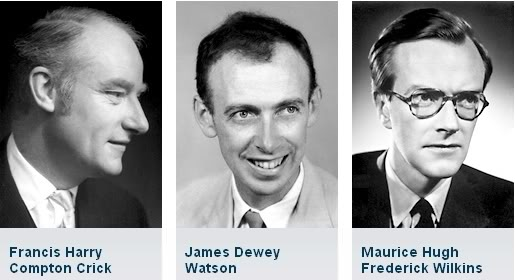 Francis Harry
Compton Crick
James Dewey
Watson
Maurice Hugh
Frederick Wilkins